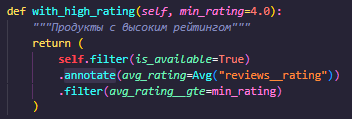 def with_high_rating(self, min_rating=4.0):
    """Продукты с высоким рейтингом"""
    return (
        self.filter(is_available=True)
        .annotate(avg_rating=Avg("reviews__rating"))
        .filter(avg_rating__gte=min_rating)
    )